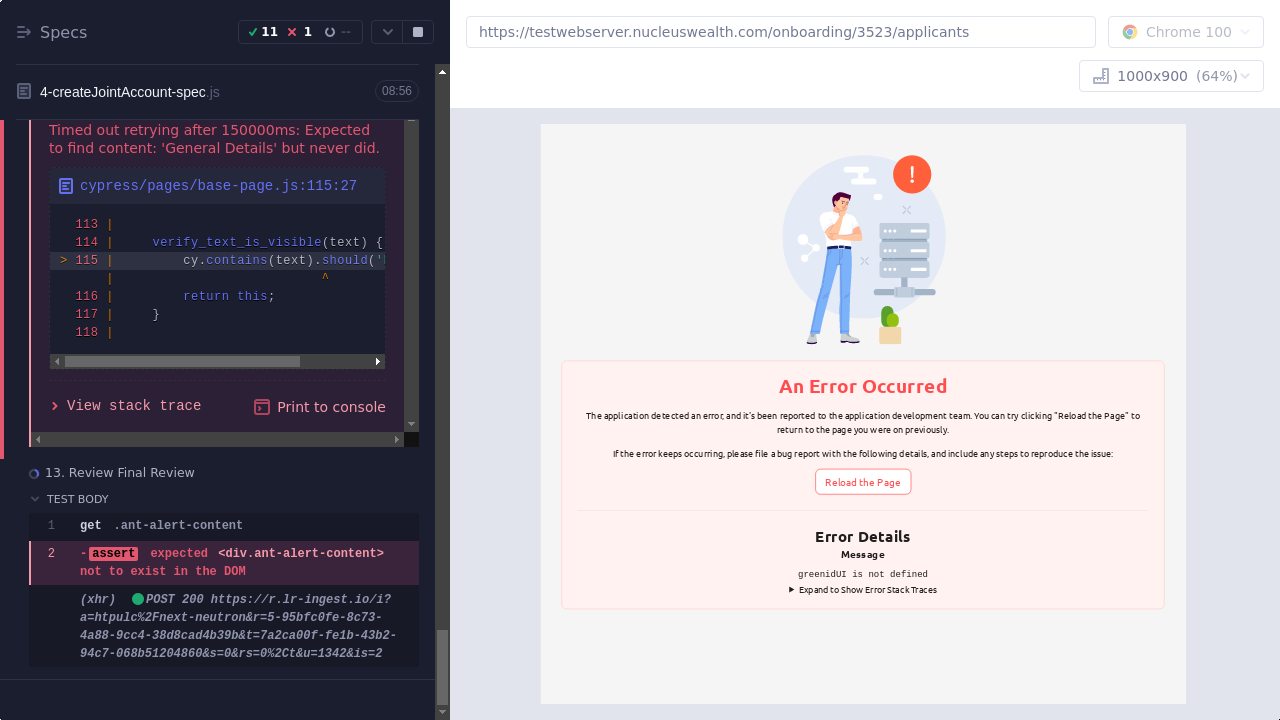 Specs
11
1
--
4-createJointAccount-spec.js
08:56
Timed out retrying after 150000ms: Expected
to find content: 'General Details' but never did.
cypress/pages/base-page.js:115:27
113 |
114 | verify_text_is_visible(text) {
> 115 | cy.contains(text).should('
| ^
116 | return this;
117 | }
118 |
View stack trace
Print to console
13. Review Final Review
TEST BODY
1 get .ant-alert-content
2 -assert expected <div.ant-alert-content>
not to exist in the DOM
(xhr) POST 200 https://r.lr-ingest.io/i?
a=htpulc%2Fnext-neutron&r=5-95bfc0fe-8c73-
4a88-9cc4-38d8cad4b39b&t=7a2ca00f-fe1b-43b2-
94c7-068b51204860&s=0&rs=0%2Ct&u=1342&is=2
https://testwebserver.nucleuswealth.com/onboarding/3523/applicants
Chrome 100
1000x900 (64%)
!
An Error Occurred
The application detected an error, and it's been reported to the application development team. You can try clicking "Reload the Page" to
return to the page you were on previously.
If the error keeps occurring, please file a bug report with the following details, and include any steps to reproduce the issue:
Reload the Page
Error Details
Message
greenidUI is not defined
Expand to Show Error Stack Traces